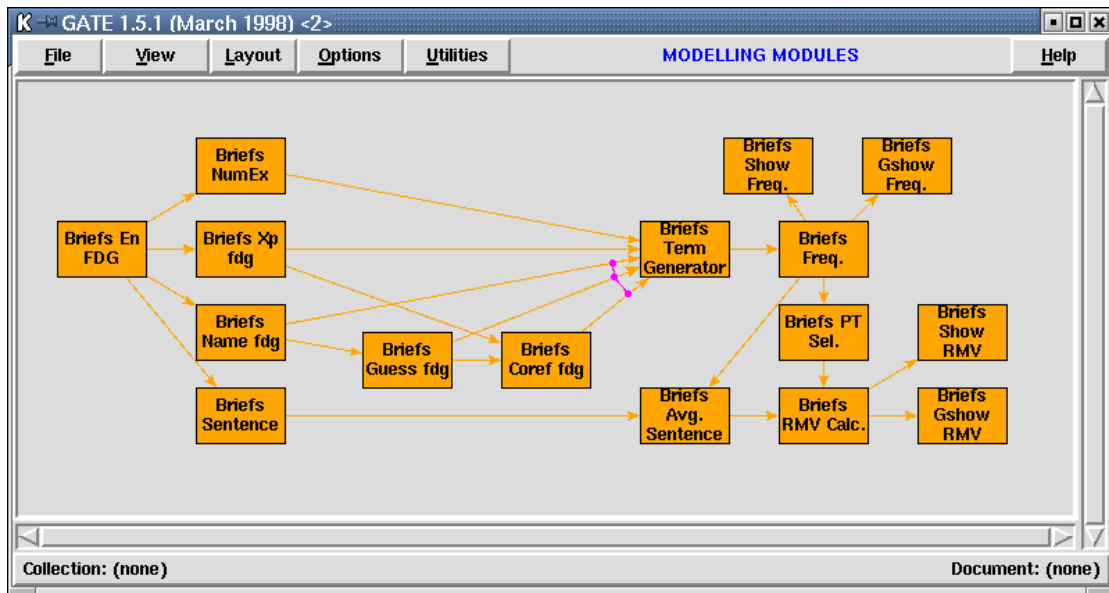 GATE 1.5.1 (March 1998) <2>
File View Layout Options Utilities MODELLING MODULES Help
Briefs
NumEx
Briefs
Show
Freq.
Briefs
Gshow
Freq.
Briefs En
FDG
Briefs Xp
fdg
Briefs
Term
Generator
Briefs
Freq.
Briefs
Name fdg
Briefs
Guess fdg
Briefs
Coref fdg
Briefs PT
Sel.
Briefs
Show
RMV
Briefs
Sentence
Briefs
Avg.
Sentence
Briefs
RMV Calc.
Briefs
Gshow
RMV
Collection: (none) Document: (none)